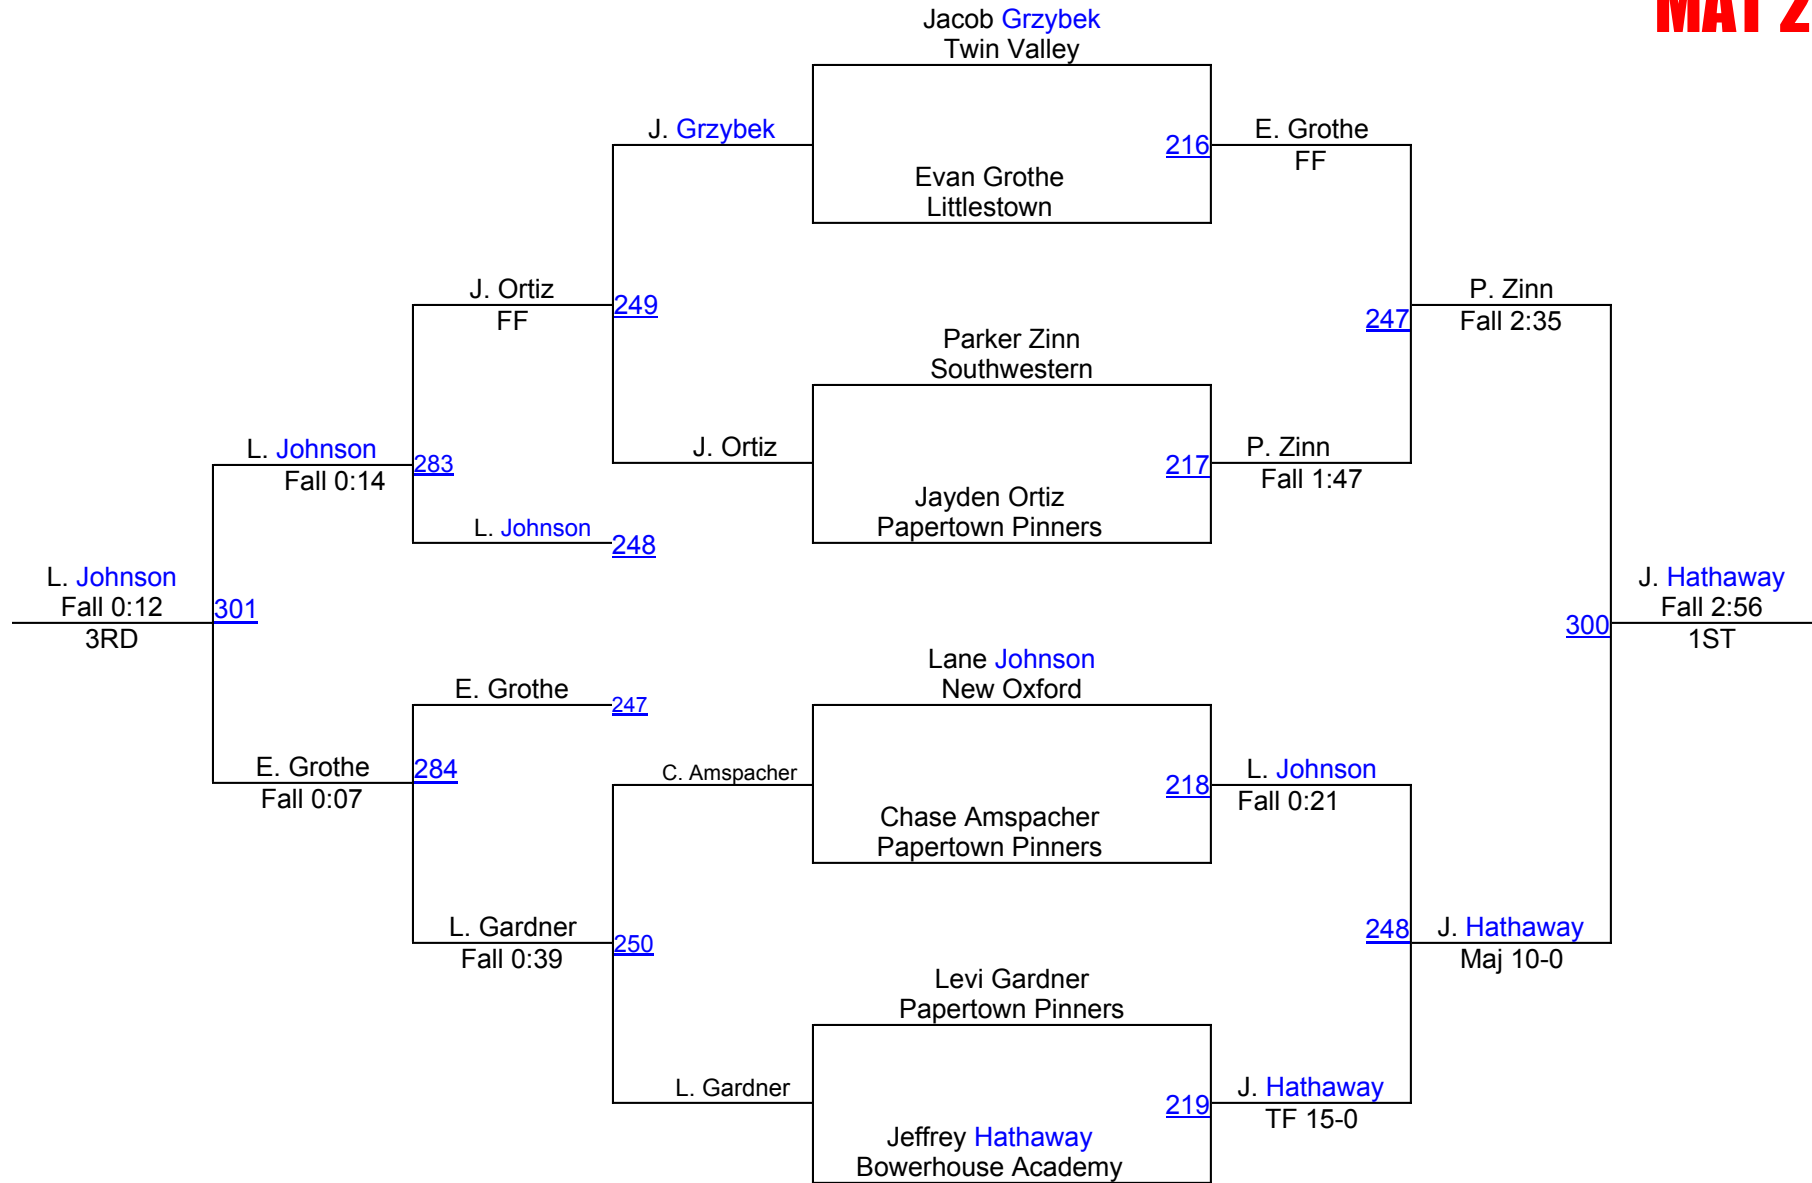 MAT 2
Jacob Grzybek
Twin Valley
J. Grzybek
216
E. Grothe
FF
Evan Grothe
Littlestown
J. Ortiz
FF
249
247
P. Zinn
Fall 2:35
Parker Zinn
Southwestern
L. Johnson
Fall 0:14
283
J. Ortiz
217
P. Zinn
Fall 1:47
Jayden Ortiz
Papertown Pinners
L. Johnson
248
L. Johnson
Fall 0:12
3RD
301
300
J. Hathaway
Fall 2:56
1ST
Lane Johnson
New Oxford
E. Grothe
247
E. Grothe
Fall 0:07
284
C. Amspacher
218
L. Johnson
Fall 0:21
Chase Amspacher
Papertown Pinners
L. Gardner
Fall 0:39
250
248
J. Hathaway
Maj 10-0
Levi Gardner
Papertown Pinners
L. Gardner
219
J. Hathaway
TF 15-0
Jeffrey Hathaway
Bowerhouse Academy